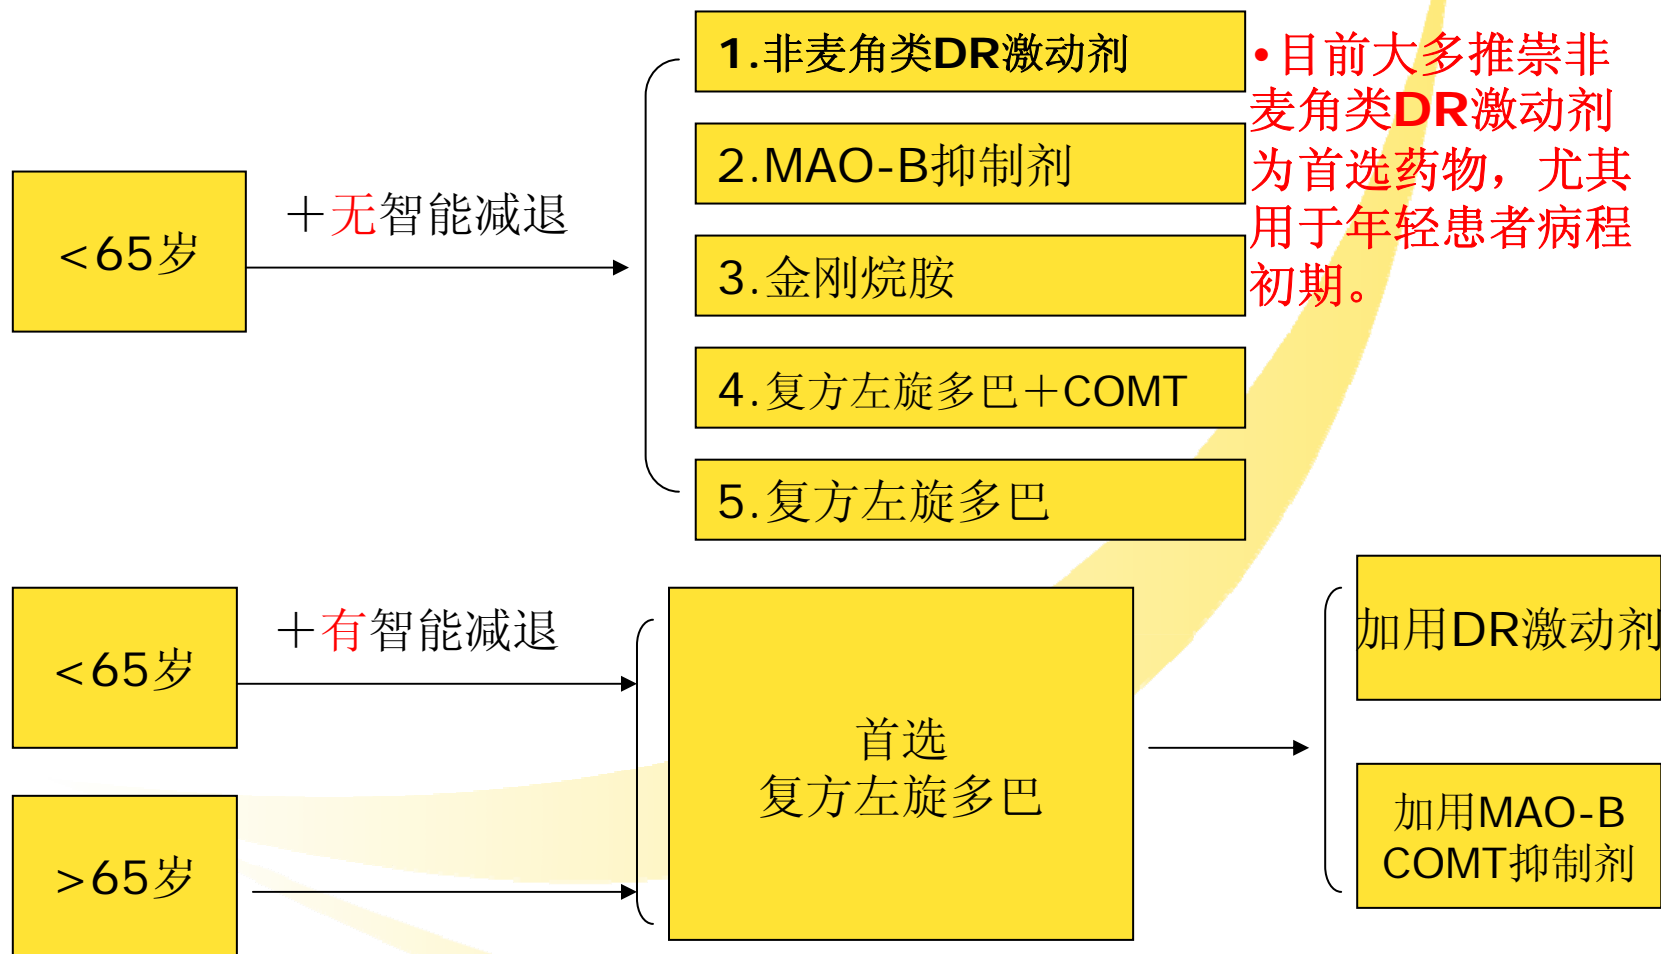 <65岁
＋无智能减退
1.非麦角类DR激动剂
2.MAO-B抑制剂
3.金刚烷胺
4.复方左旋多巴＋COMT
5.复方左旋多巴
•目前大多推崇非
麦角类DR激动剂
为首选药物，尤其
用于年轻患者病程
初期。
<65岁
＋有智能减退
>65岁
首选
复方左旋多巴
加用DR激动剂
加用MAO-B
COMT抑制剂